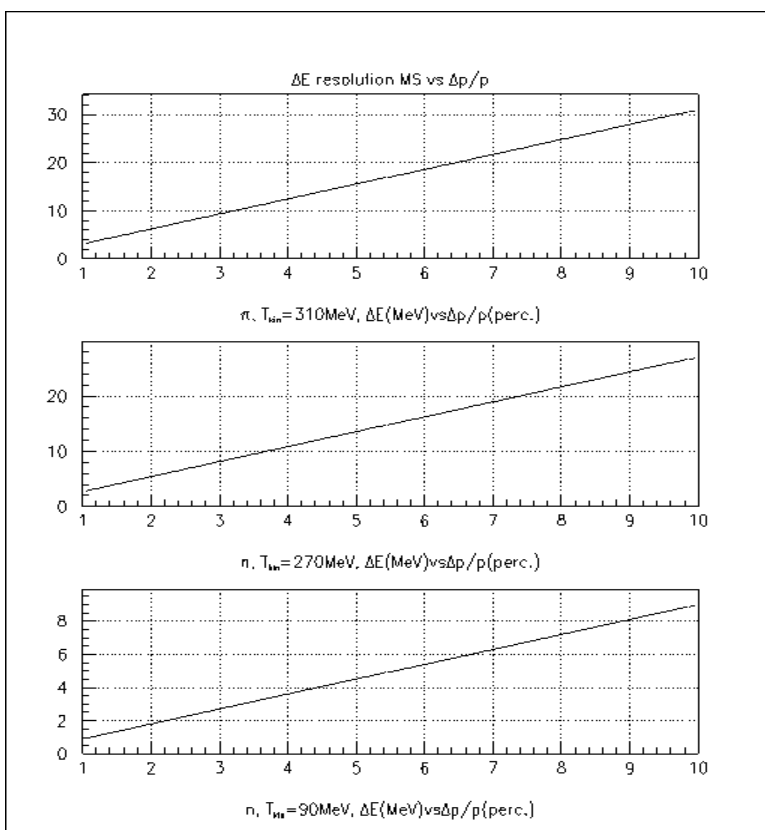 ΔE resolution MS vs Δp/p
30
20
10
0
1 2 3 4 5 6 7 8 9 10
π, Tkin=310MeV, ΔE(MeV)vsΔp/p(perc.)
20
10
0
1 2 3 4 5 6 7 8 9 10
n, Tkin=270MeV, ΔE(MeV)vsΔp/p(perc.)
8
6
4
2
0
1 2 3 4 5 6 7 8 9 10
n, Tkin=90MeV, ΔE(MeV)vsΔp/p(perc.)